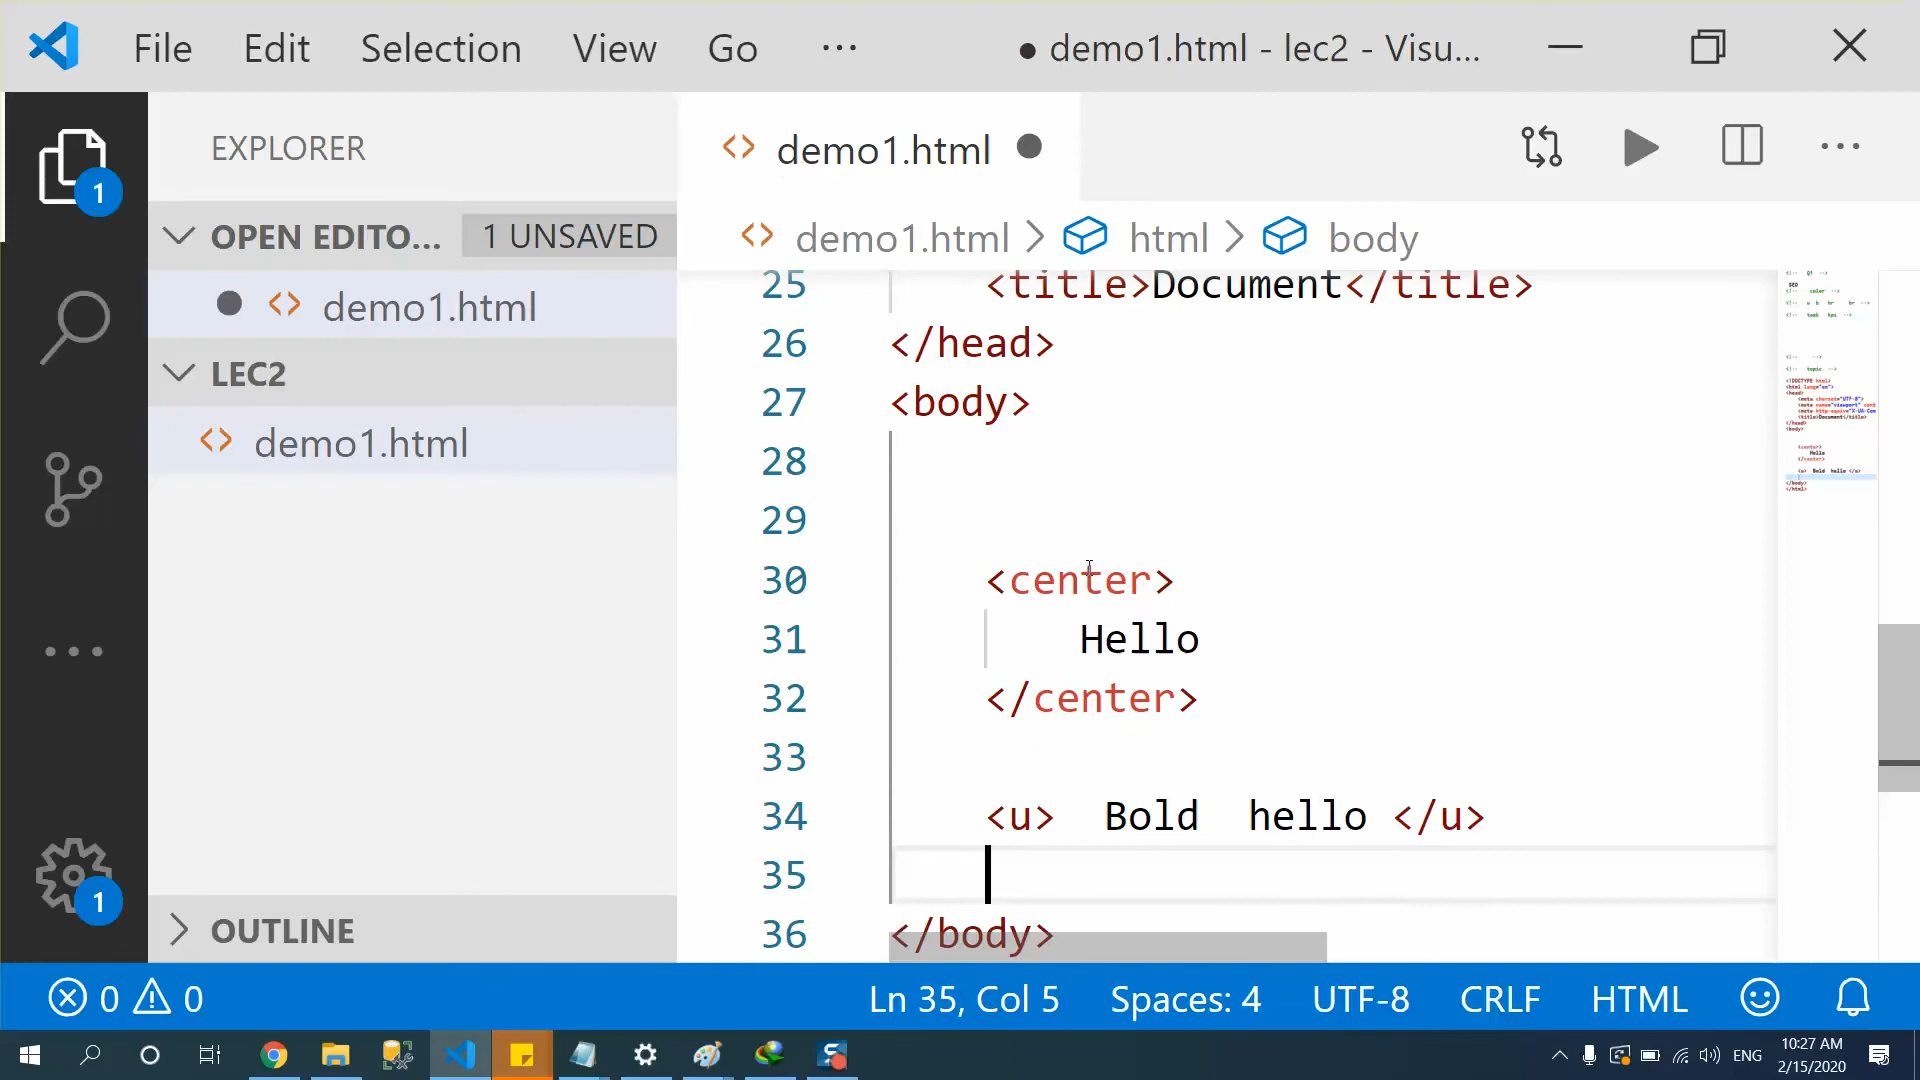 File Edit Selection View Go ··· ● demo1.html - lec2 - Visu...
1
EXPLORER
OPEN EDITO... 1 UNSAVED
demo1.html
LEC2
demo1.html
OUTLINE
1
demo1.html
demo1.html > html > body
25 <title>Document</title>
26 </head>
27 <body>
28
29
30 <center>
31 Hello
32 </center>
33
34 <u>  Bold  hello </u>
35
36 </body>
0 0 Ln 35, Col 5 Spaces: 4 UTF-8 CRLF HTML
ENG 10:27 AM
2/15/2020